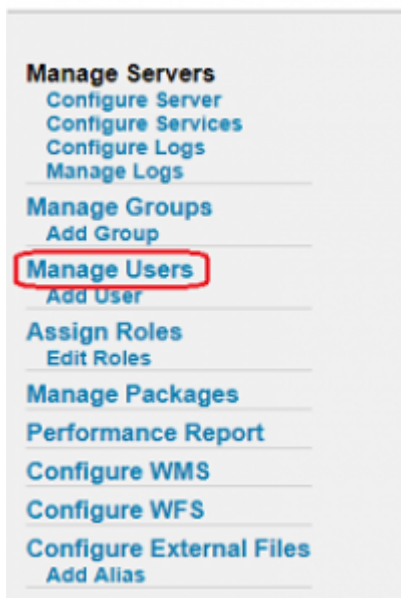 Manage Servers
Configure Server
Configure Services
Configure Logs
Manage Logs
Manage Groups
Add Group
Manage Users
Add User
Assign Roles
Edit Roles
Manage Packages
Performance Report
Configure WMS
Configure WFS
Configure External Files
Add Alias